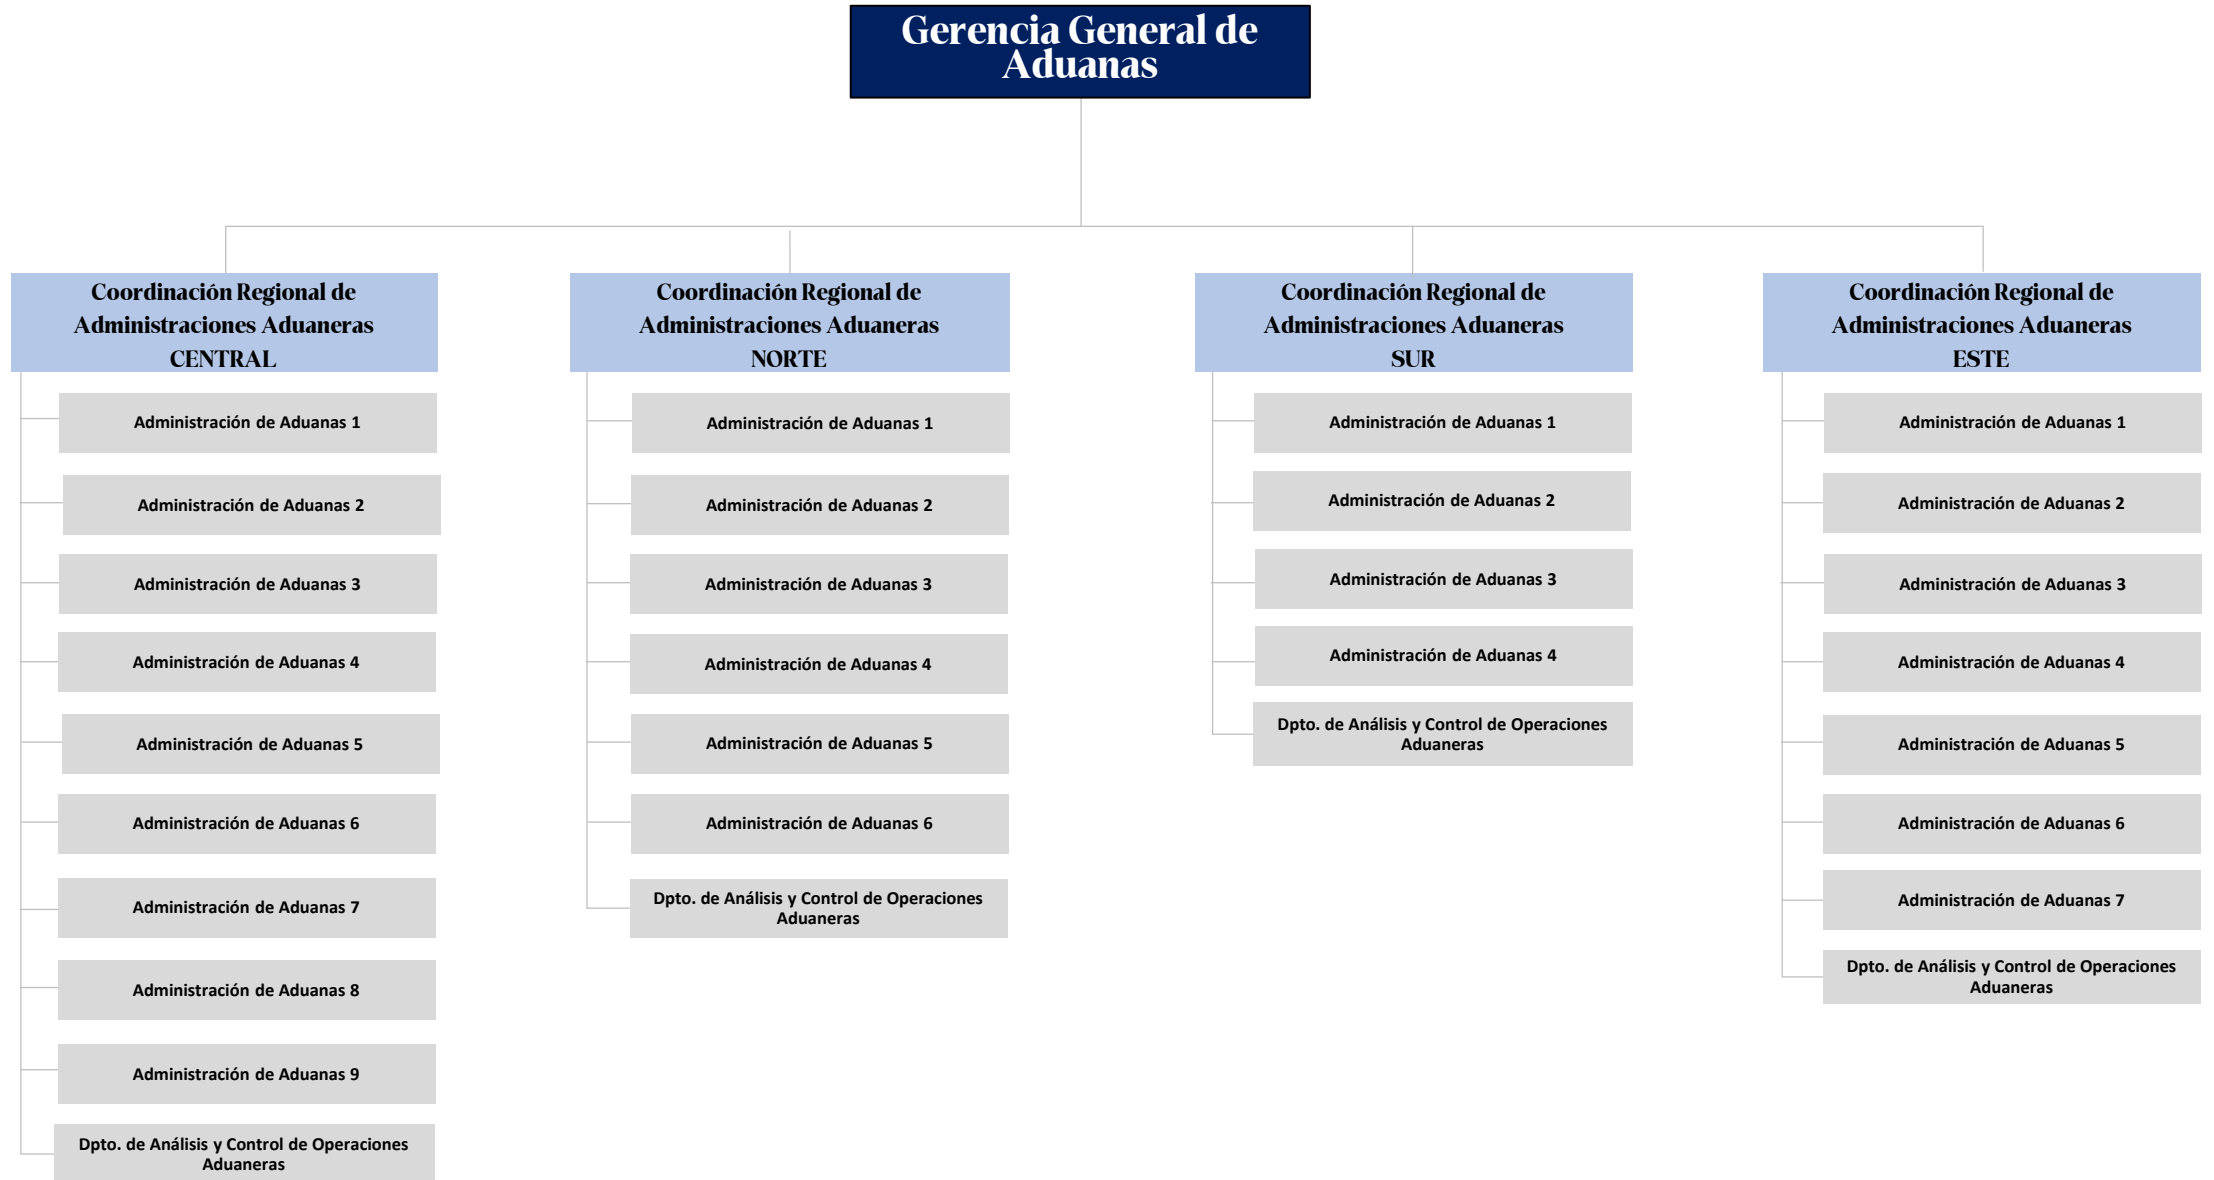 Gerencia General de
Aduanas
Coordinación Regional de
Administraciones Aduaneras
CENTRAL
Administración de Aduanas 1
Administración de Aduanas 2
Administración de Aduanas 3
Administración de Aduanas 4
Administración de Aduanas 5
Administración de Aduanas 6
Administración de Aduanas 7
Administración de Aduanas 8
Administración de Aduanas 9
Dpto. de Análisis y Control de Operaciones
Aduaneras
Coordinación Regional de
Administraciones Aduaneras
NORTE
Administración de Aduanas 1
Administración de Aduanas 2
Administración de Aduanas 3
Administración de Aduanas 4
Administración de Aduanas 5
Administración de Aduanas 6
Dpto. de Análisis y Control de Operaciones
Aduaneras
Coordinación Regional de
Administraciones Aduaneras
SUR
Administración de Aduanas 1
Administración de Aduanas 2
Administración de Aduanas 3
Administración de Aduanas 4
Dpto. de Análisis y Control de Operaciones
Aduaneras
Coordinación Regional de
Administraciones Aduaneras
ESTE
Administración de Aduanas 1
Administración de Aduanas 2
Administración de Aduanas 3
Administración de Aduanas 4
Administración de Aduanas 5
Administración de Aduanas 6
Administración de Aduanas 7
Dpto. de Análisis y Control de Operaciones
Aduaneras